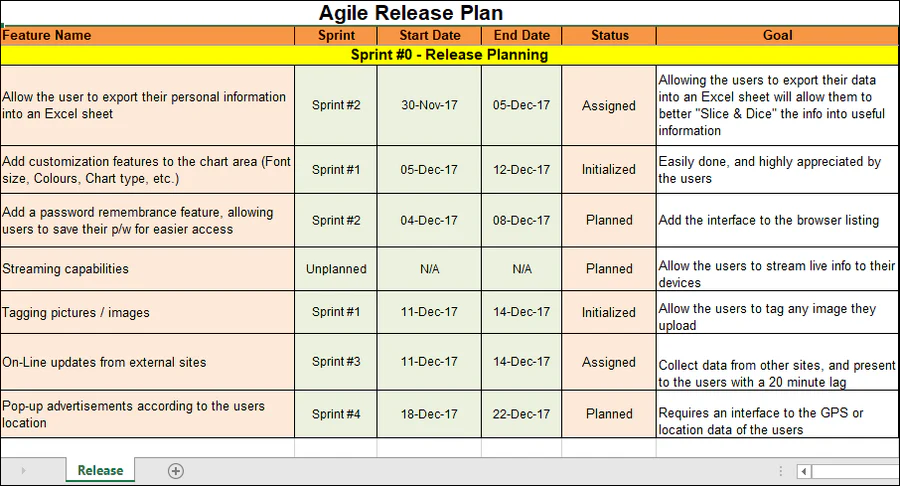 Agile Release Plan
Feature Name Sprint Start Date End Date Status Goal
Sprint #0 - Release Planning
Allow the user to export their personal information
into an Excel sheet
Sprint #2
30-Nov-17
05-Dec-17
Assigned
Allowing the users to export their data
into an Excel sheet will allow them to
better "Slice & Dice" the info into useful
information
Add customization features to the chart area (Font
size, Colours, Chart type, etc.)
Sprint #1
05-Dec-17
12-Dec-17
Initialized
Easily done, and highly appreciated by
the users
Add a password remembrance feature, allowing
users to save their p/w for easier access
Sprint #2
04-Dec-17
08-Dec-17
Planned
Add the interface to the browser listing
Streaming capabilities
Unplanned
N/A
N/A
Planned
Allow the users to stream live info to their
devices
Tagging pictures / images
Sprint #1
11-Dec-17
14-Dec-17
Initialized
Allow the users to tag any image they
upload
On-Line updates from external sites
Sprint #3
11-Dec-17
14-Dec-17
Assigned
Collect data from other sites, and present
to the users with a 20 minute lag
Pop-up advertisements according to the users
location
Sprint #4
18-Dec-17
22-Dec-17
Planned
Requires an interface to the GPS or
location data of the users
Release